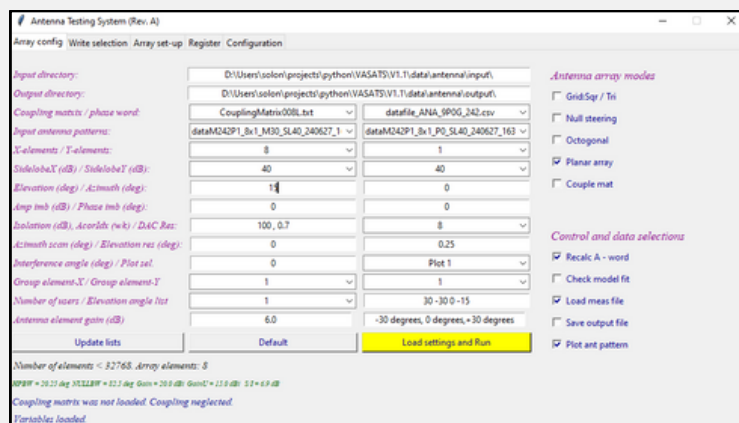 Antenna Testing System (Rev. A)
Array config Write selection Array set-up Register Configuration
Input directory: D:\Users\solon\projects\python\VASATS\V1.1\data\antenna\input\
Output directory: D:\Users\solon\projects\python\VASATS\V1.1\data\antenna\output\
Coupling matrix / phase word: CouplingMatrix008L.txt datafile_ANA_9P0G_242.csv
Input antenna patterns: dataM242P1_8x1_M30_SL40_240627_1 dataM242P1_8x1_P0_SL40_240627_163
X-elements / Y-elements: 8 1
SidelobeX (dB) / SidelobeY (dB): 40 40
Elevation (deg) / Azimuth (deg): 15 0
Amp imb (dB) / Phase imb (deg): 0 0
Isolation (dB), AcorIdx (wk) / DAC Res: 100 , 0.7 8
Azimuth scan (deg) / Elevation res (deg): 0 0.25
Interference angle (deg) / Plot sel. 0 Plot 1
Group element-X / Group element-Y 1 1
Number of users / Elevation angle list 1 30 -30 0 -15
Antenna element gain (dB) 6.0 -30 degrees, 0 degrees,+30 degrees
Update lists Default Load settings and Run
Number of elements < 32768. Array elements: 8
Coupling matrix was not loaded. Coupling neglected.
Variables loaded.
Antenna array modes
Grid:Sqr / Tri
Null steering
Octogonal
Planar array
Couple mat
Control and data selections
Recalc A - word
Check model fit
Load meas file
Save output file
Plot ant pattern